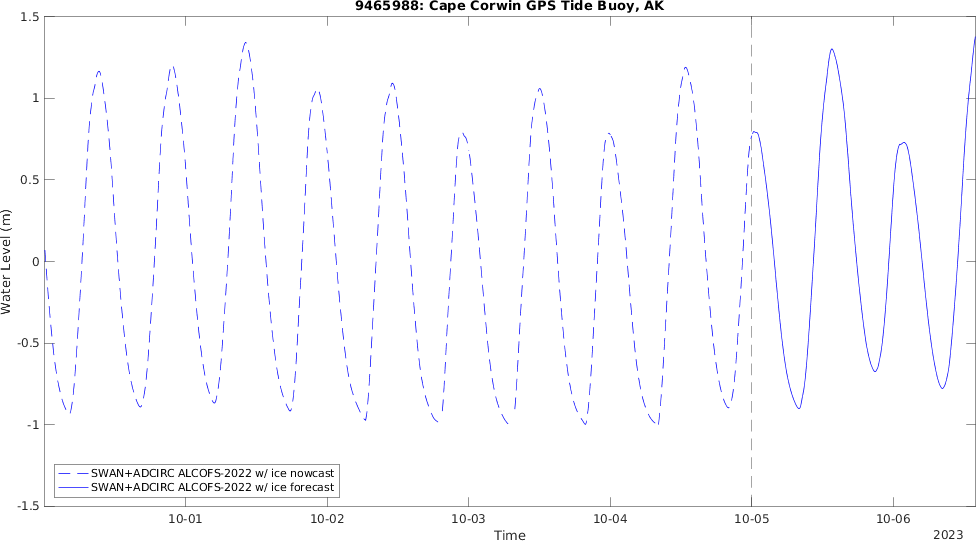 9465988: Cape Corwin GPS Tide Buoy, AK
1.5
1
0.5
0
-0.5
-1
-1.5
Water Level (m)
SWAN+ADCIRC ALCOFS-2022 w/ ice nowcast
SWAN+ADCIRC ALCOFS-2022 w/ ice forecast
10-01 10-02 10-03 10-04 10-05 10-06
Time
2023